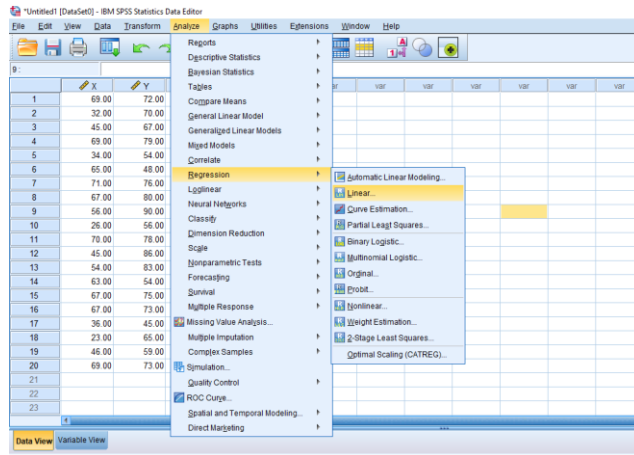 *Untitled1 [DataSet0] - IBM SPSS Statistics Data Editor
File Edit View Data Transform Analyze Graphs Utilities Extensions Window Help
9 :
X Y var var var var var var
1 69.00 72.00
2 32.00 70.00
3 45.00 67.00
4 69.00 79.00
5 34.00 54.00
6 65.00 48.00
7 71.00 76.00
8 67.00 80.00
9 56.00 90.00
10 26.00 56.00
11 70.00 78.00
12 45.00 86.00
13 54.00 83.00
14 63.00 54.00
15 67.00 75.00
16 67.00 73.00
17 36.00 45.00
18 23.00 65.00
19 46.00 59.00
20 69.00 73.00
21
22
23
Reports
Descriptive Statistics
Bayesian Statistics
Tables
Compare Means
General Linear Model
Generalized Linear Models
Mixed Models
Correlate
Regression
Loglinear
Neural Networks
Classify
Dimension Reduction
Scale
Nonparametric Tests
Forecasting
Survival
Multiple Response
Missing Value Analysis...
Multiple Imputation
Complex Samples
Simulation...
Quality Control
ROC Curve...
Spatial and Temporal Modeling...
Direct Marketing
Automatic Linear Modeling...
Linear...
Curve Estimation...
Partial Least Squares...
Binary Logistic...
Multinomial Logistic...
Ordinal...
Probit...
Nonlinear...
Weight Estimation...
2-Stage Least Squares...
Optimal Scaling (CATREG)...
Data View Variable View